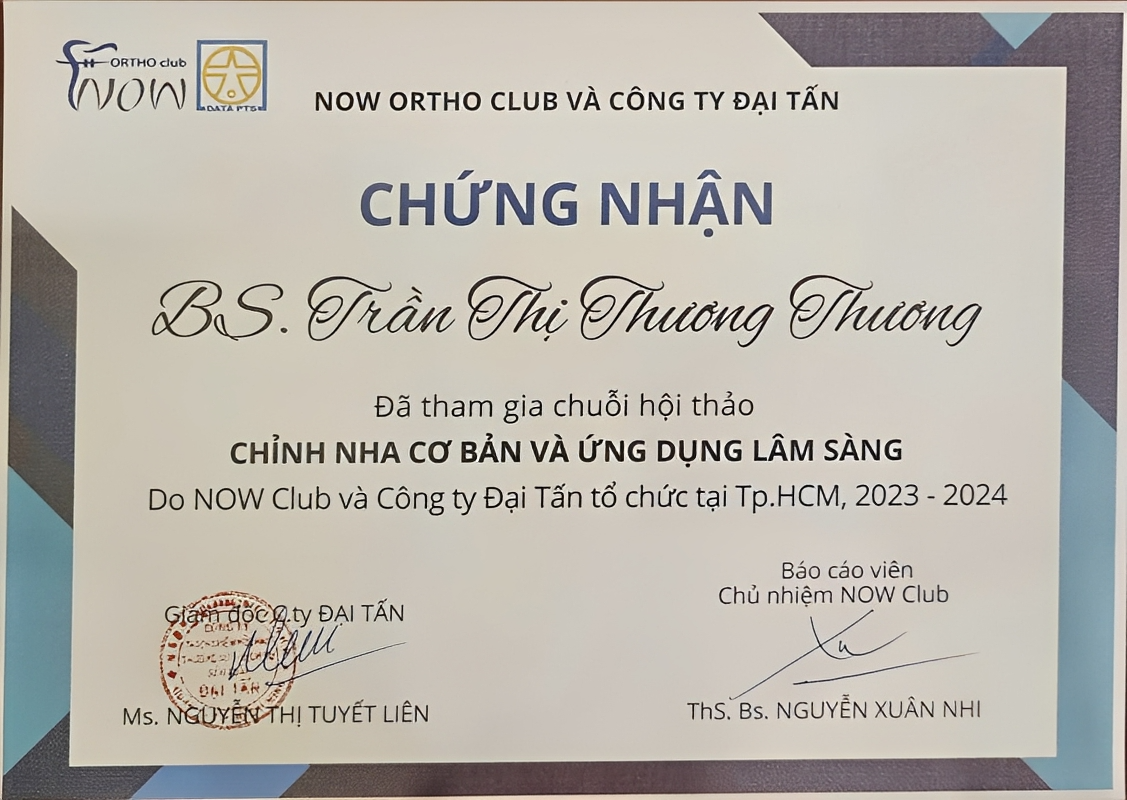 ORTHO club
NOW
DATA PTS
NOW ORTHO CLUB VÀ CÔNG TY ĐẠI TẤN
CHỨNG NHẬN
BS. Trần Thị Thương Thương
Đã tham gia chuỗi hội thảo
CHỈNH NHA CƠ BẢN VÀ ỨNG DỤNG LÂM SÀNG
Do NOW Club và Công ty Đại Tấn tổ chức tại Tp.HCM, 2023 - 2024
Giám đốc C.ty ĐẠI TẤN
CÔNG TY
ĐẠI TẤN
Ms. NGUYỄN THỊ TUYẾT LIÊN
Báo cáo viên
Chủ nhiệm NOW Club
ThS. Bs. NGUYỄN XUÂN NHI